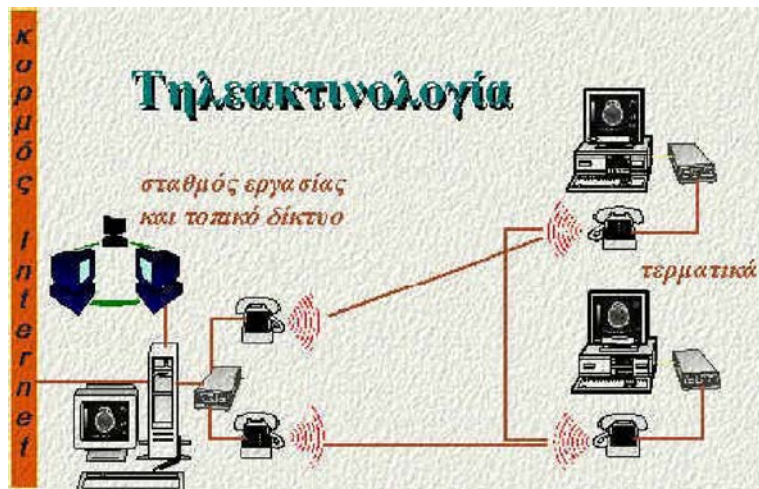 κορμός Internet
Τηλεακτινολογία
σταθμός εργασίας
και τοπικό δίκτυο
τερματικά